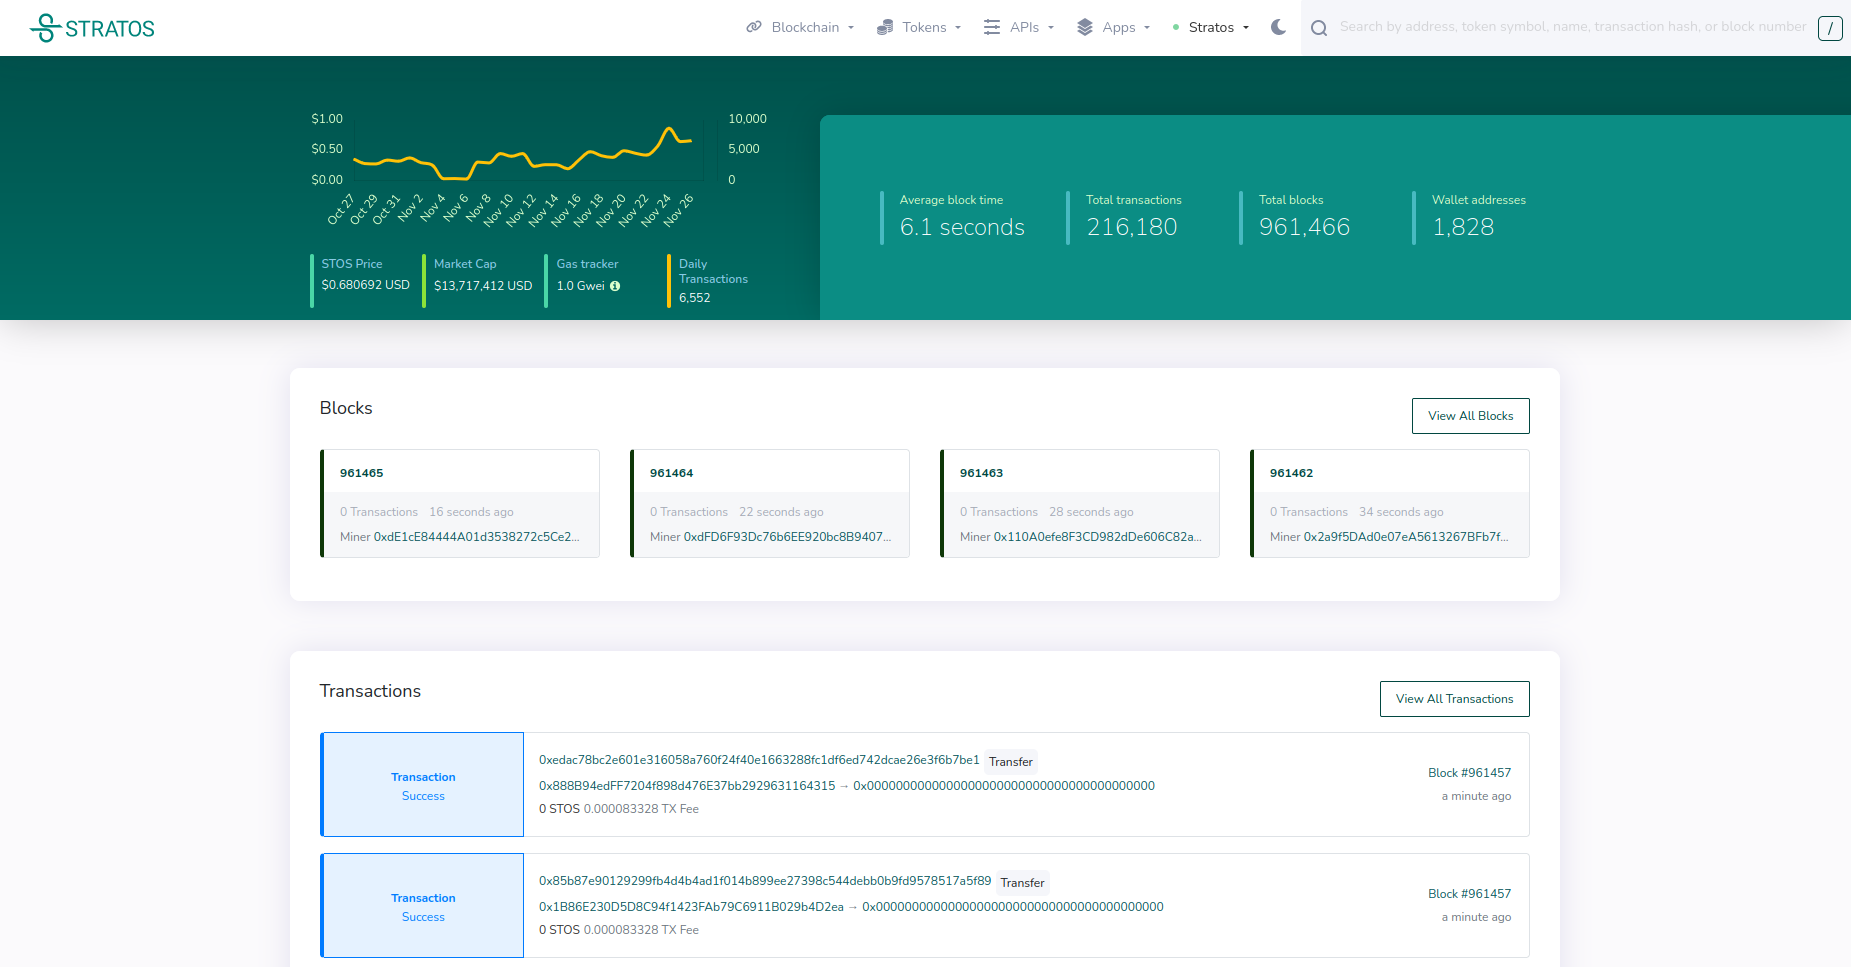 STRATOS
Blockchain
Tokens
APIs
Apps
Stratos
Search by address, token symbol, name, transaction hash, or block number
/
$1.00
$0.50
$0.00
10,000
5,000
0
Oct 27
Oct 29
Oct 31
Nov 2
Nov 4
Nov 6
Nov 8
Nov 10
Nov 12
Nov 14
Nov 16
Nov 18
Nov 20
Nov 22
Nov 24
Nov 26
STOS Price
$0.680692 USD
Market Cap
$13,717,412 USD
Gas tracker
1.0 Gwei
Daily
Transactions
6,552
Average block time
6.1 seconds
Total transactions
216,180
Total blocks
961,466
Wallet addresses
1,828
Blocks
View All Blocks
961465
0 Transactions 16 seconds ago
Miner 0xdE1cE84444A01d3538272c5Ce2...
961464
0 Transactions 22 seconds ago
Miner 0xdFD6F93Dc76b6EE920bc8B9407...
961463
0 Transactions 28 seconds ago
Miner 0x110A0efe8F3CD982dDe606C82a...
961462
0 Transactions 34 seconds ago
Miner 0x2a9f5DAd0e07eA5613267BFb7f...
Transactions
View All Transactions
Transaction
Success
0xedac78bc2e601e316058a760f24f40e1663288fc1df6ed742dcae26e3f6b7be1 Transfer
0x888B94edFF7204f898d476E37bb2929631164315 → 0x0000000000000000000000000000000000000000
0 STOS 0.000083328 TX Fee
Block #961457
a minute ago
Transaction
Success
0x85b87e90129299fb4d4b4ad1f014b899ee27398c544debb0b9fd9578517a5f89 Transfer
0x1B86E230D5D8C94f1423FAb79C6911B029b4D2ea → 0x0000000000000000000000000000000000000000
0 STOS 0.000083328 TX Fee
Block #961457
a minute ago